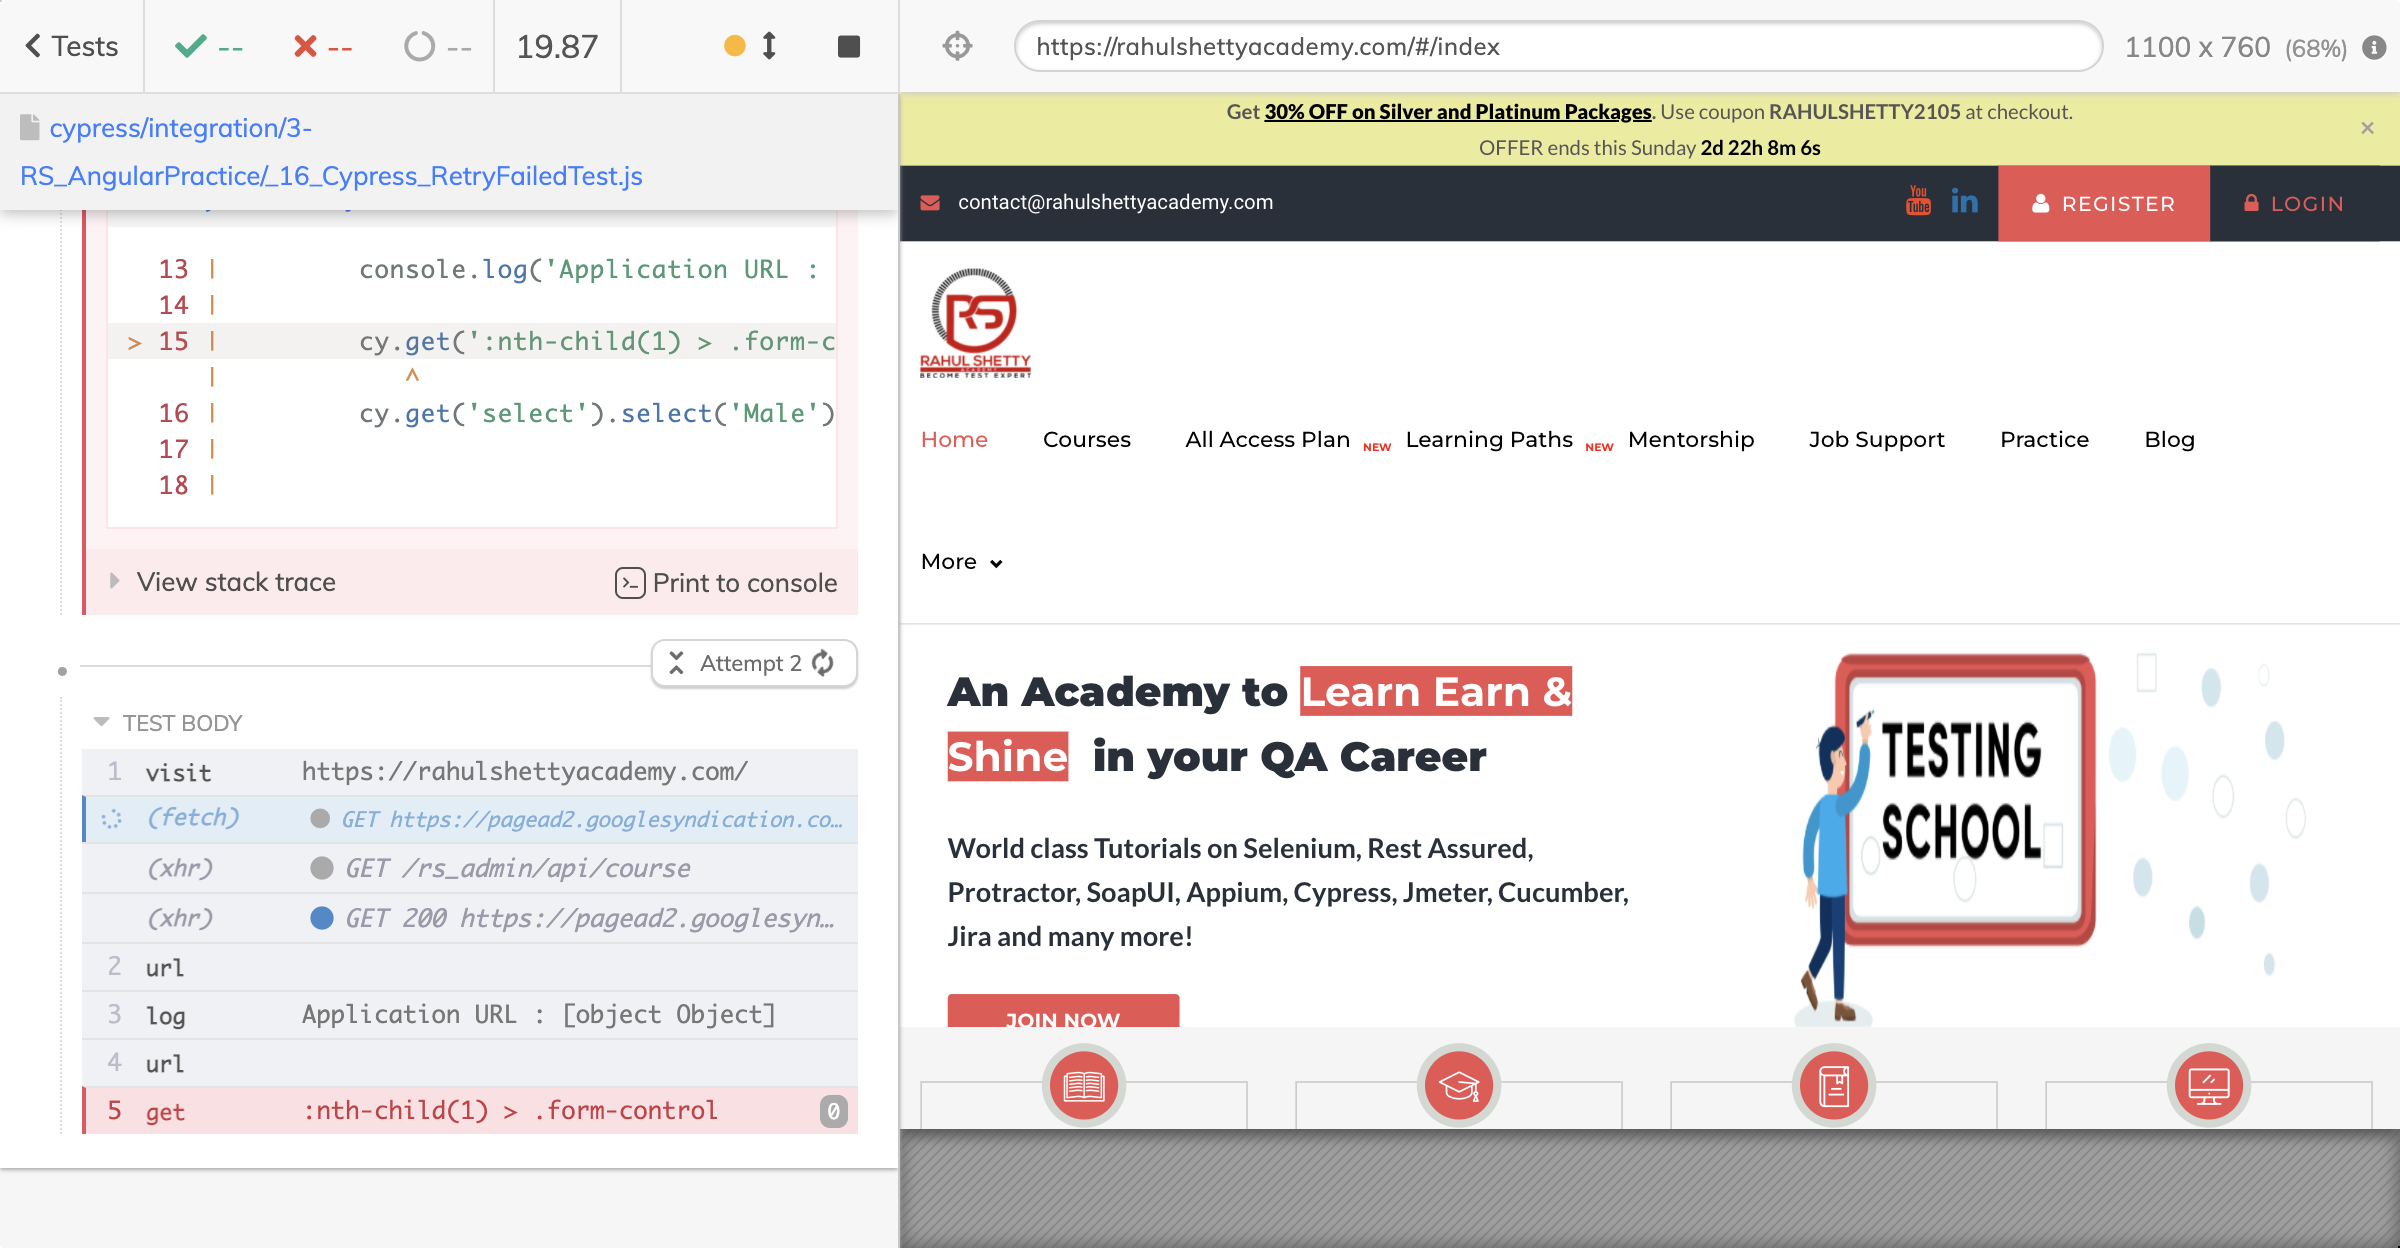 Tests
--
--
--
19.87
https://rahulshettyacademy.com/#/index
1100 x 760 (68%)
cypress/integration/3-
RS_AngularPractice/_16_Cypress_RetryFailedTest.js
13 | console.log('Application URL :
14 |
> 15 | cy.get(':nth-child(1) > .form-c
| ^
16 | cy.get('select').select('Male')
17 |
18 |
View stack trace
Print to console
Attempt 2
TEST BODY
1 visit https://rahulshettyacademy.com/
(fetch) GET https://pagead2.googlesyndication.co...
(xhr) GET /rs_admin/api/course
(xhr) GET 200 https://pagead2.googlesyn...
2 url
3 log Application URL : [object Object]
4 url
5 get :nth-child(1) > .form-control 0
Get 30% OFF on Silver and Platinum Packages. Use coupon RAHULSHETTY2105 at checkout.
OFFER ends this Sunday 2d 22h 8m 6s
×
contact@rahulshettyacademy.com
You
Tube
in
REGISTER
LOGIN
RS
RAHUL SHETTY
ACADEMY
BECOME TEST EXPERT
Home
Courses
All Access Plan NEW
Learning Paths NEW
Mentorship
Job Support
Practice
Blog
More
An Academy to Learn Earn &
Shine in your QA Career
World class Tutorials on Selenium, Rest Assured,
Protractor, SoapUI, Appium, Cypress, Jmeter, Cucumber,
Jira and many more!
JOIN NOW
TESTING
SCHOOL